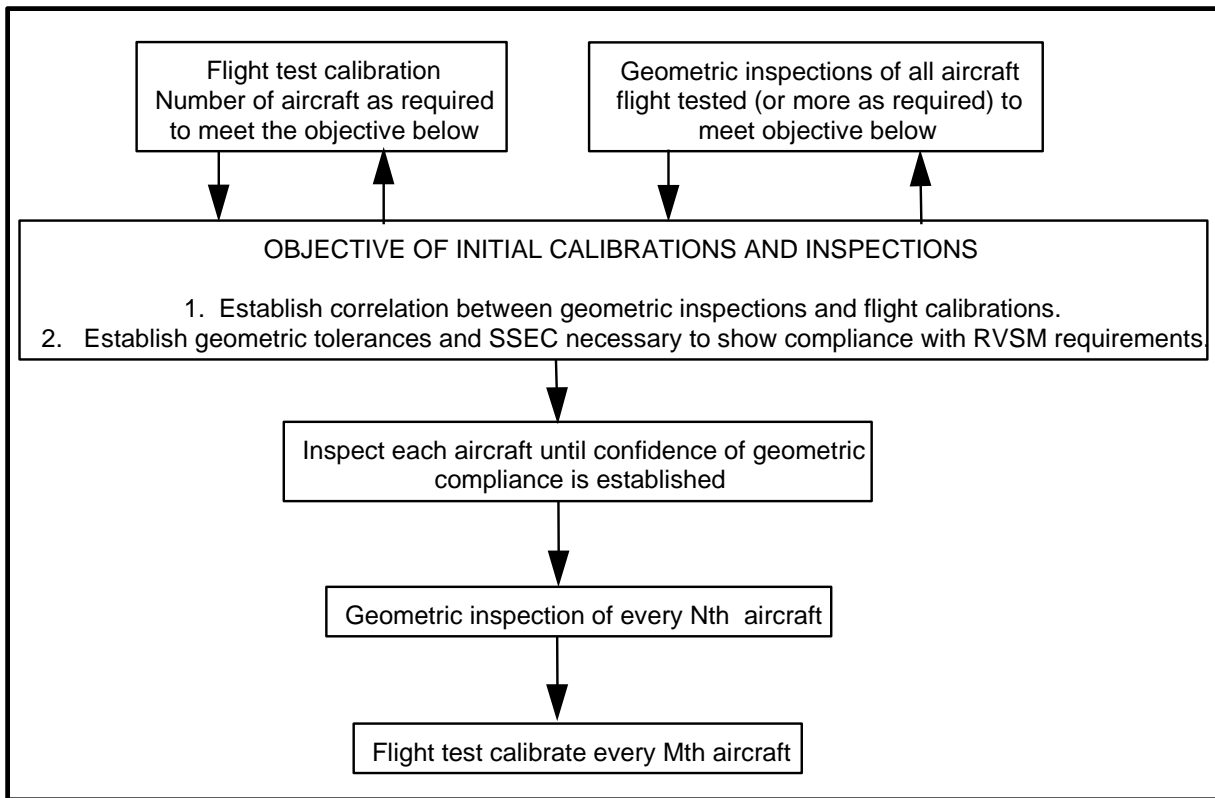 Flight test calibration
Number of aircraft as required
to meet the objective below
Geometric inspections of all aircraft
flight tested (or more as required) to
meet objective below
OBJECTIVE OF INITIAL CALIBRATIONS AND INSPECTIONS
1. Establish correlation between geometric inspections and flight calibrations.
2. Establish geometric tolerances and SSEC necessary to show compliance with RVSM requirements.
Inspect each aircraft until confidence of geometric
compliance is established
Geometric inspection of every Nth aircraft
Flight test calibrate every Mth aircraft